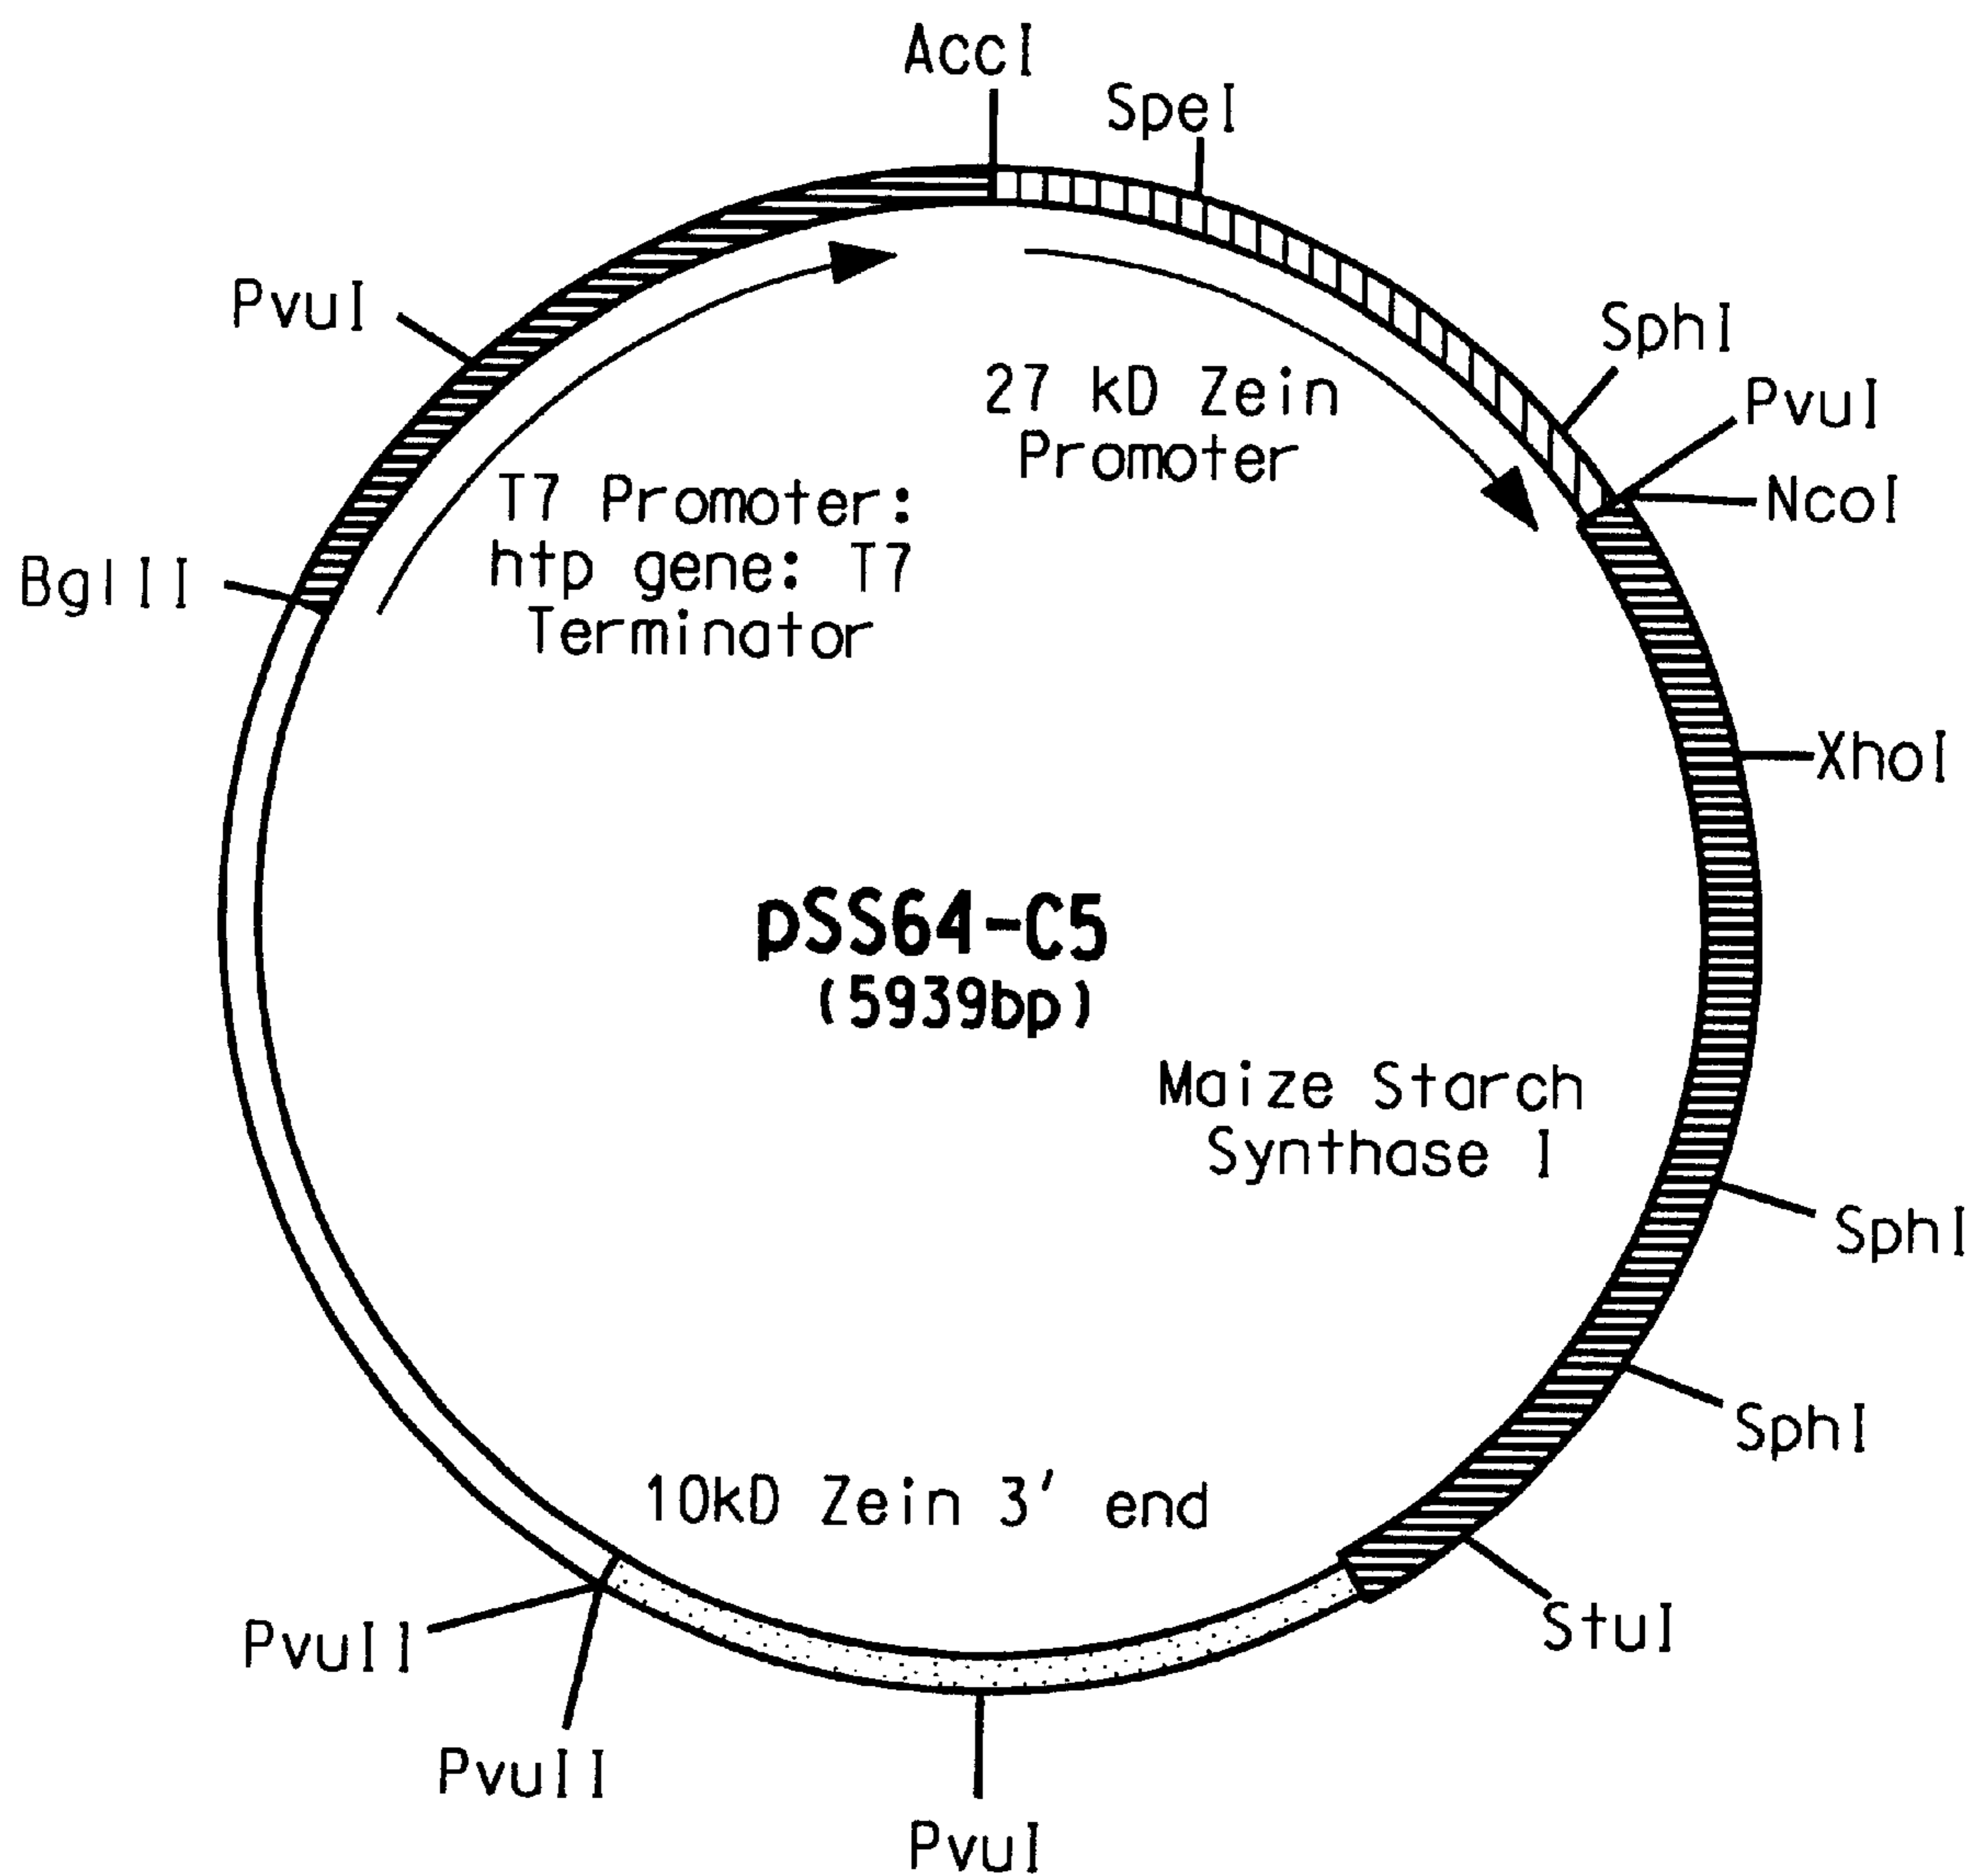 AccI
SpeI
PvuI
SphI
27 kD Zein
Promoter
PvuI
NcoI
T7 Promoter:
htp gene: T7
Terminator
BglII
XhoI
pSS64-C5
(5939bp)
Maize Starch
Synthase I
SphI
SphI
10kD Zein 3' end
StuI
PvuII
PvuII
PvuI